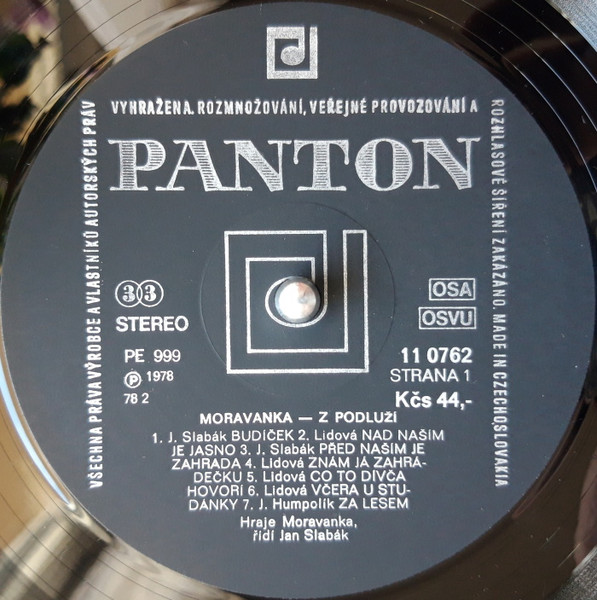 VYHRAŽENA. ROZMNOŽOVÁNÍ, VEŘEJNÉ PROVOZOVÁNÍ A
VŠECHNA PRÁVA VÝROBCE A VLASTNÍKŮ AUTORSKÝCH PRÁV
ROZHLASOVÉ ŠÍŘENÍ ZAKÁZÁNO. MADE IN CZECHOSLOVAKIA
PANTON
33
STEREO
PE 999
Ⓟ 1978
78 2
OSA
OSVU
11 0762
STRANA 1
Kčs 44,-
MORAVANKA — Z PODLUŽÍ
1. J. Slabák BUDÍČEK 2. Lidová NAD NAŠIM
JE JASNO 3. J. Slabák PŘED NAŠIM JE
ZAHRADA 4. Lidová ZNÁM JÁ ZAHRA-
DEČKU 5. Lidová CO TO DIVČA
HOVOŘÍ 6. Lidová VČERA U STU-
DANKY 7. J. Humpolík ZA LESEM
Hraje Moravanka,
řídí Jan Slabák